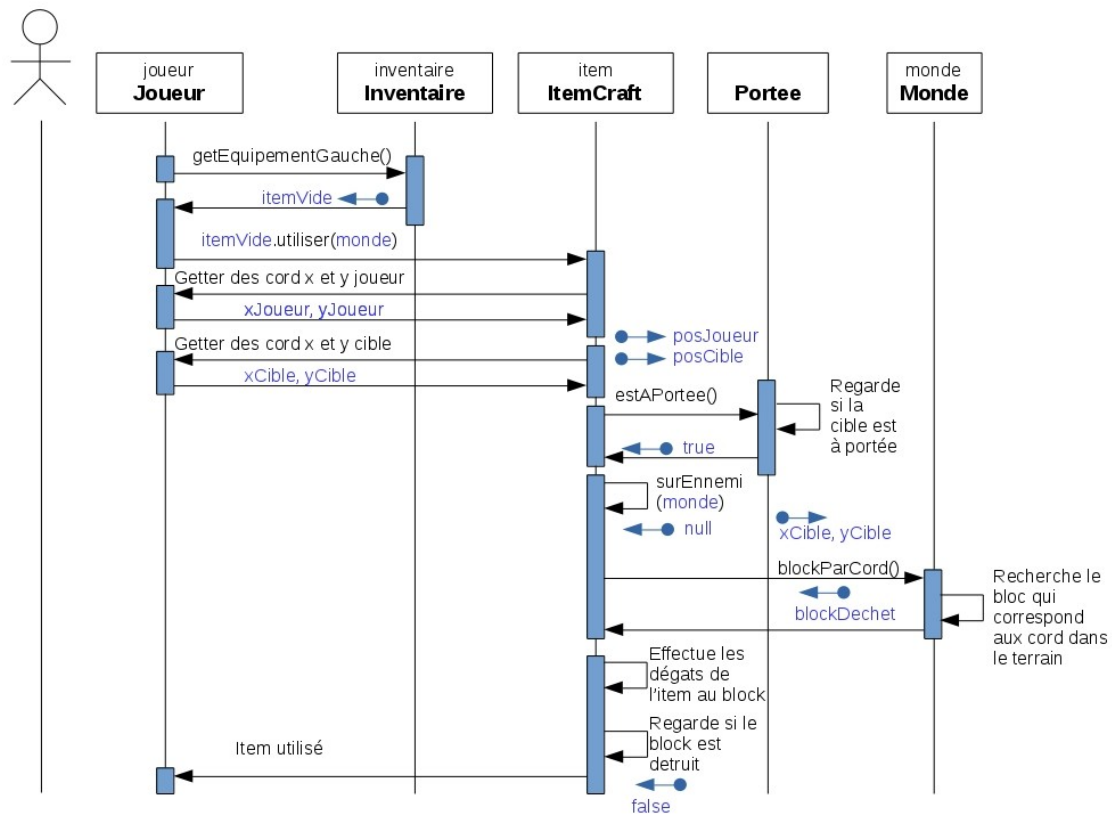 joueur
Joueur
inventaire
Inventaire
item
ItemCraft
Portee
monde
Monde
getEquipementGauche()
itemVide
itemVide.utiliser(monde)
Getter des cord x et y joueur
xJoueur, yJoueur
posJoueur
Getter des cord x et y cible
posCible
xCible, yCible
estAPortee()
Regarde
si la
cible est
à portée
true
surEnnemi
(monde)
null
xCible, yCible
blockParCord()
Recherche le
bloc qui
correspond
aux cord dans
le terrain
blockDechet
Effectue les
dégats de
l'item au block
Regarde si le
block est
detruit
Item utilisé
false